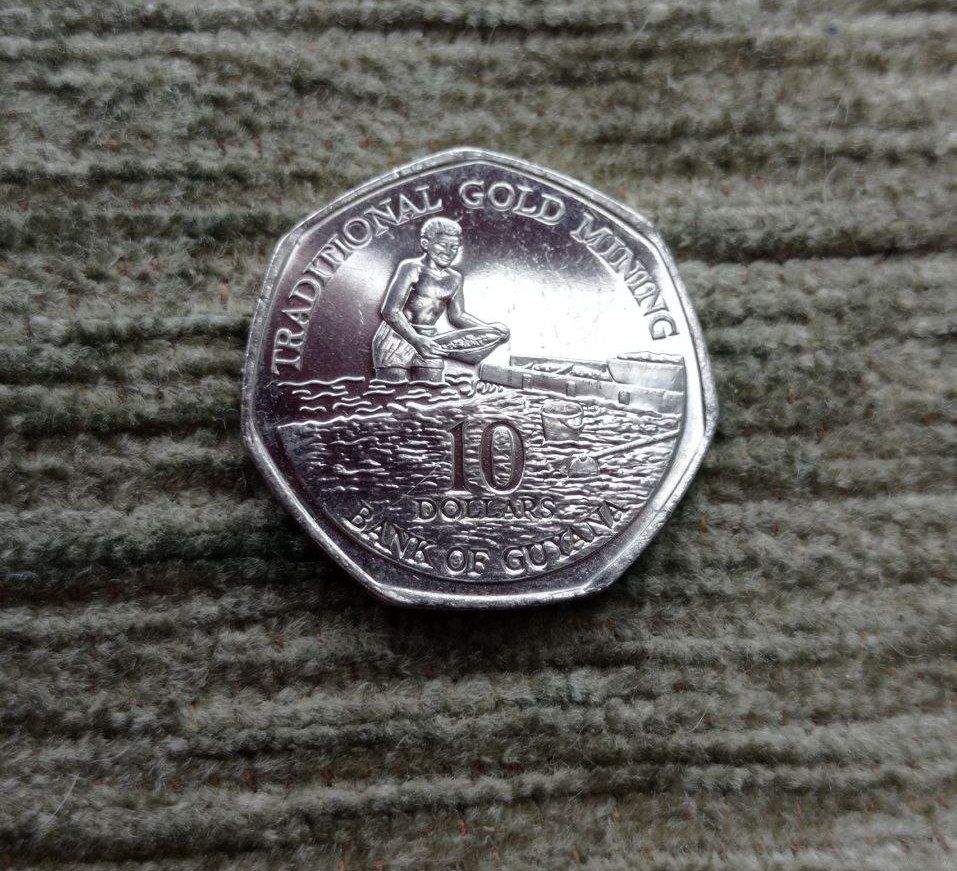 TRADITIONAL GOLD MINING
10
DOLLARS
BANK OF GUYANA